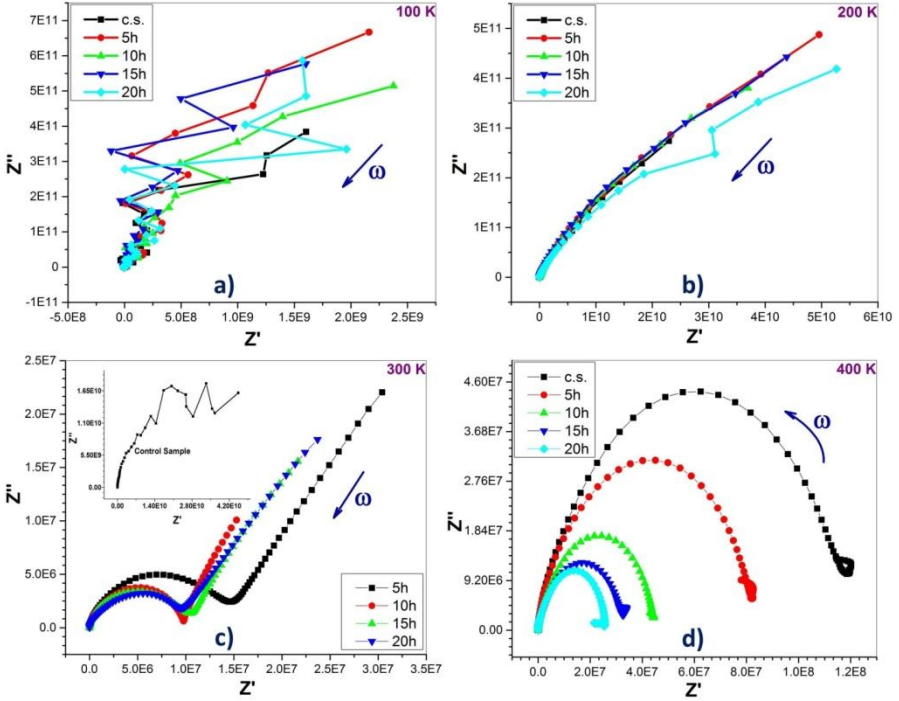 100 K
c.s.
5h
10h
15h
20h
7E11
6E11
5E11
4E11
3E11
2E11
1E11
0
-1E11
Z''
-5.0E8
0.0
5.0E8
1.0E9
1.5E9
2.0E9
2.5E9
Z'
ω
a)
200 K
c.s.
5h
10h
15h
20h
5E11
4E11
3E11
2E11
1E11
0
Z''
0
1E10
2E10
3E10
4E10
5E10
6E10
Z'
ω
b)
300 K
2.5E7
2.0E7
1.5E7
1.0E7
5.0E6
0.0
Z''
0.0
5.0E6
1.0E7
1.5E7
2.0E7
2.5E7
3.0E7
3.5E7
Z'
1.65E10
1.10E10
5.50E9
0.00
Z''
Control Sample
0.00
1.40E10
2.80E10
4.20E10
Z'
ω
5h
10h
15h
20h
c)
400 K
c.s.
5h
10h
15h
20h
4.60E7
3.68E7
2.76E7
1.84E7
9.20E6
0.00
Z''
0.0
2.0E7
4.0E7
6.0E7
8.0E7
1.0E8
1.2E8
Z'
ω
d)